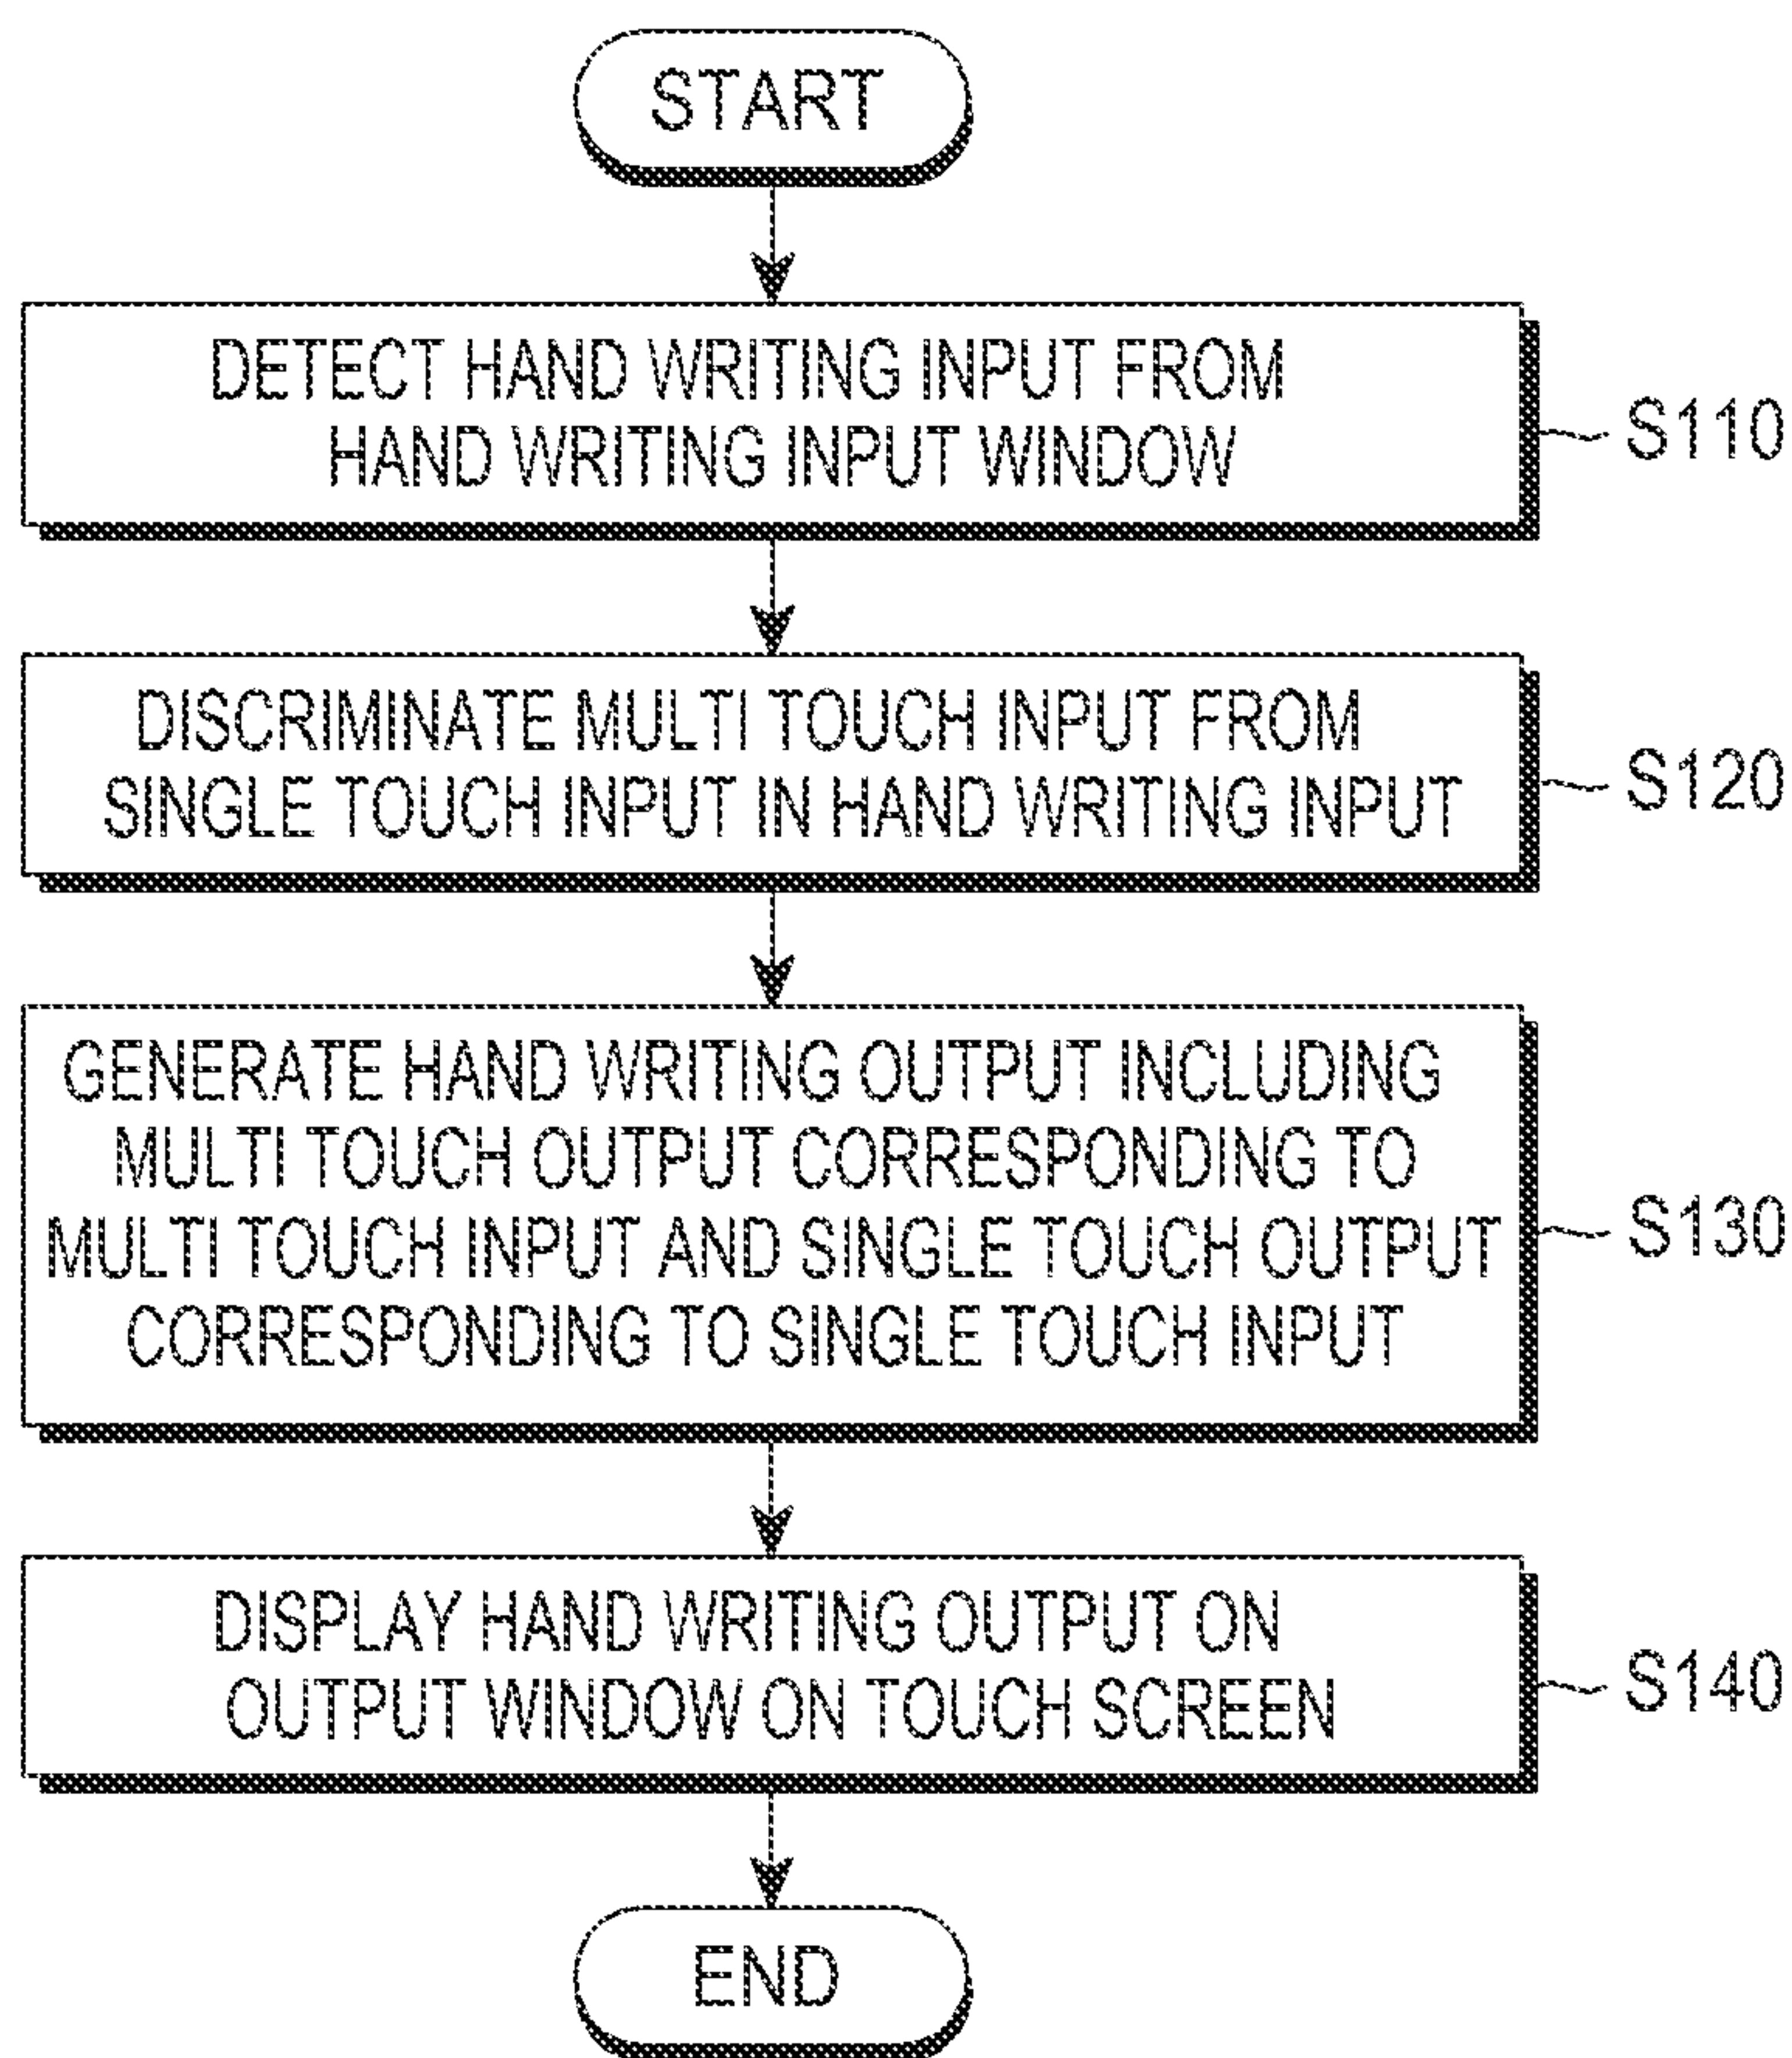 START
DETECT HAND WRITING INPUT FROM
HAND WRITING INPUT WINDOW
S110
DISCRIMINATE MULTI TOUCH INPUT FROM
SINGLE TOUCH INPUT IN HAND WRITING INPUT
S120
GENERATE HAND WRITING OUTPUT INCLUDING
MULTI TOUCH OUTPUT CORRESPONDING TO
MULTI TOUCH INPUT AND SINGLE TOUCH OUTPUT
CORRESPONDING TO SINGLE TOUCH INPUT
S130
DISPLAY HAND WRITING OUTPUT ON
OUTPUT WINDOW ON TOUCH SCREEN
S140
END